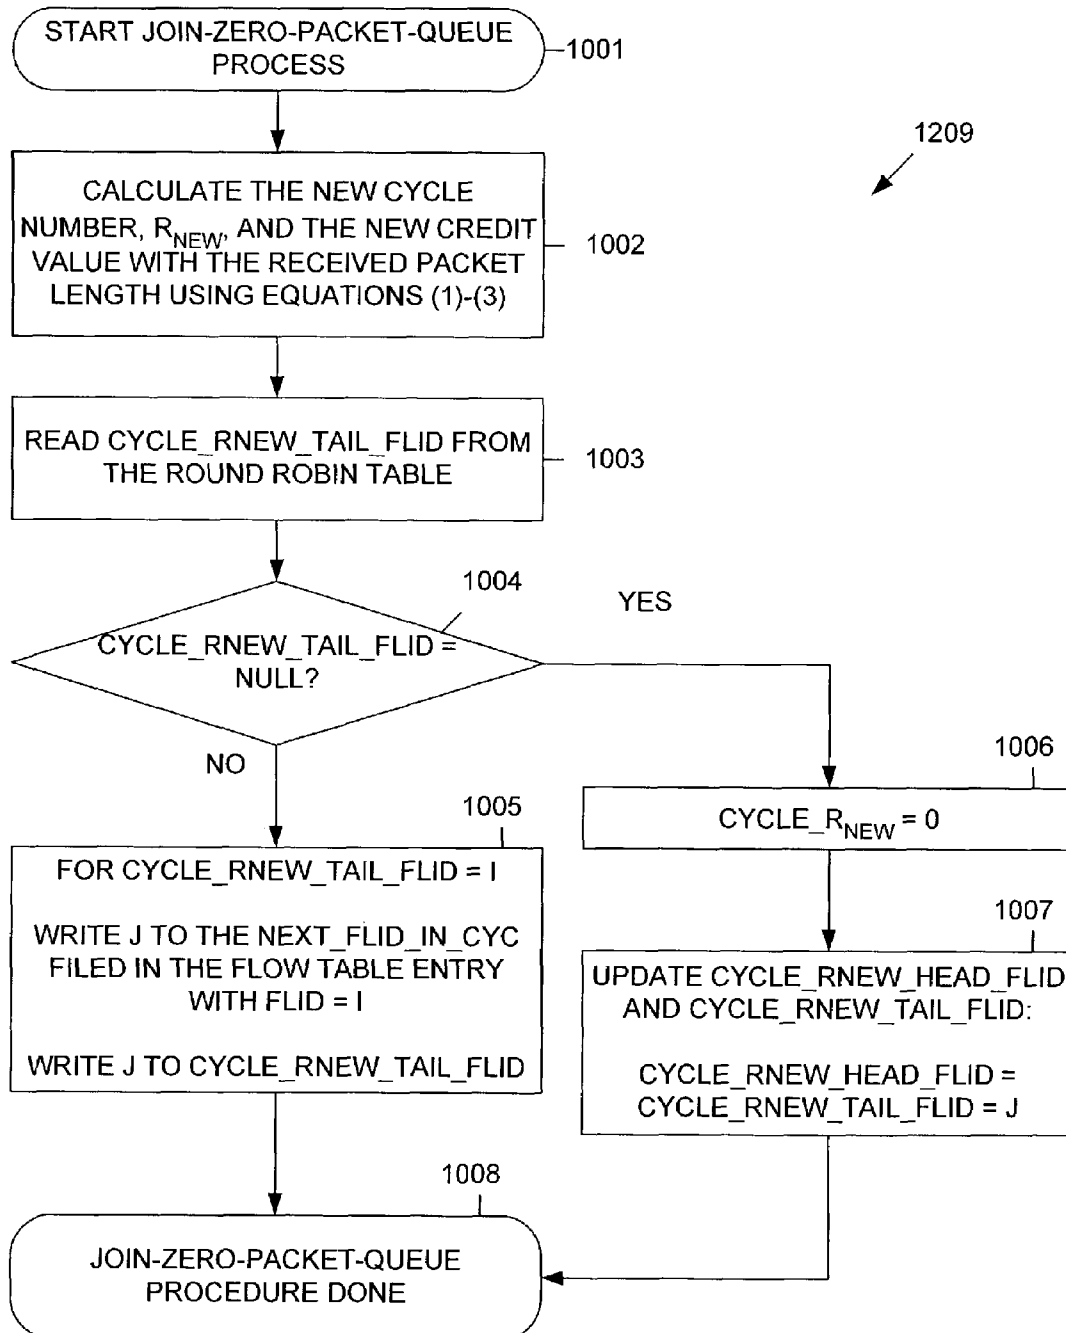 START JOIN-ZERO-PACKET-QUEUE
PROCESS
1001
1209
CALCULATE THE NEW CYCLE
NUMBER, RNEW, AND THE NEW CREDIT
VALUE WITH THE RECEIVED PACKET
LENGTH USING EQUATIONS (1)-(3)
1002
READ CYCLE_RNEW_TAIL_FLID FROM
THE ROUND ROBIN TABLE
1003
1004
CYCLE_RNEW_TAIL_FLID =
NULL?
YES
NO
1005
FOR CYCLE_RNEW_TAIL_FLID = I
WRITE J TO THE NEXT_FLID_IN_CYC
FILED IN THE FLOW TABLE ENTRY
WITH FLID = I
WRITE J TO CYCLE_RNEW_TAIL_FLID
1006
CYCLE_RNEW = 0
1007
UPDATE CYCLE_RNEW_HEAD_FLID
AND CYCLE_RNEW_TAIL_FLID:
CYCLE_RNEW_HEAD_FLID =
CYCLE_RNEW_TAIL_FLID = J
1008
JOIN-ZERO-PACKET-QUEUE
PROCEDURE DONE